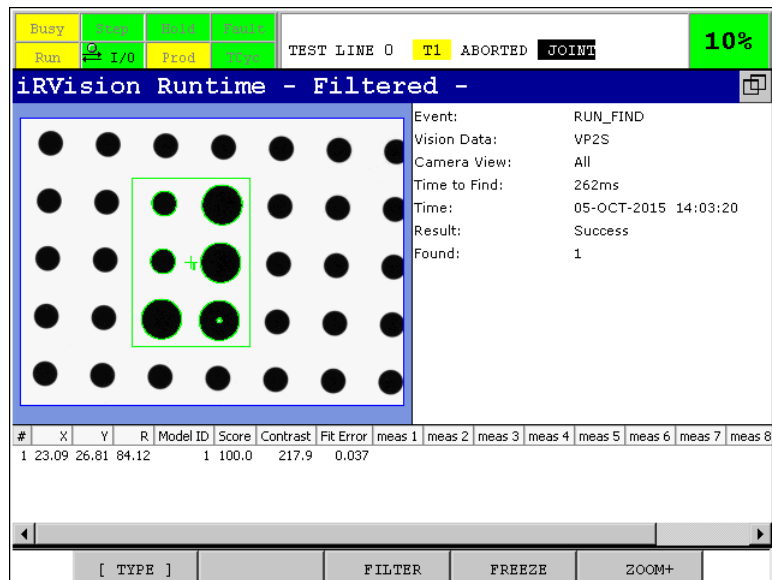 Busy Step Hold Fault
Run I/O Prod TCyc
TEST LINE 0 T1 ABORTED JOINT
10%
iRVision Runtime - Filtered -
Event: RUN_FIND
Vision Data: VP2S
Camera View: All
Time to Find: 262ms
Time: 05-OCT-2015 14:03:20
Result: Success
Found: 1
# X Y R Model ID Score Contrast Fit Error meas 1 meas 2 meas 3 meas 4 meas 5 meas 6 meas 7 meas 8
1 23.09 26.81 84.12 1 100.0 217.9 0.037
[ TYPE ] FILTER FREEZE ZOOM+